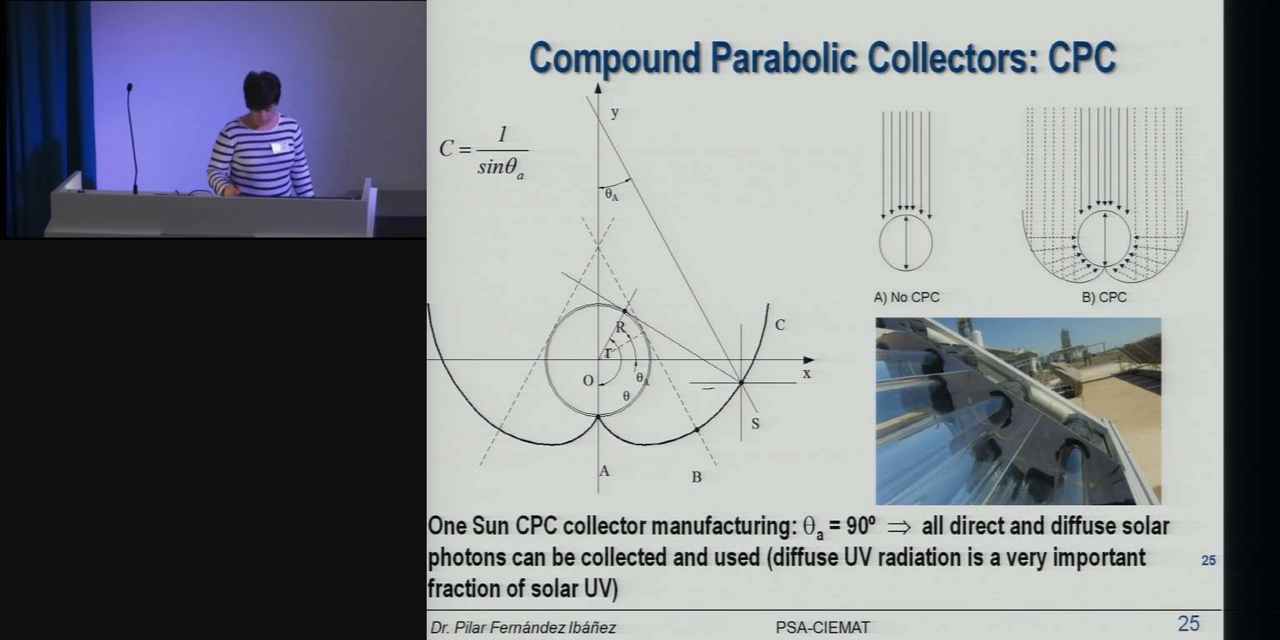 Compound Parabolic Collectors: CPC
C = 1 / sinθa
y
θA
R
r
O
θA
θ
C
x
S
A
B
A) No CPC
B) CPC
One Sun CPC collector manufacturing: θa = 90º ⇒ all direct and diffuse solar
photons can be collected and used (diffuse UV radiation is a very important
fraction of solar UV)
25
Dr. Pilar Fernández Ibáñez
PSA-CIEMAT
25